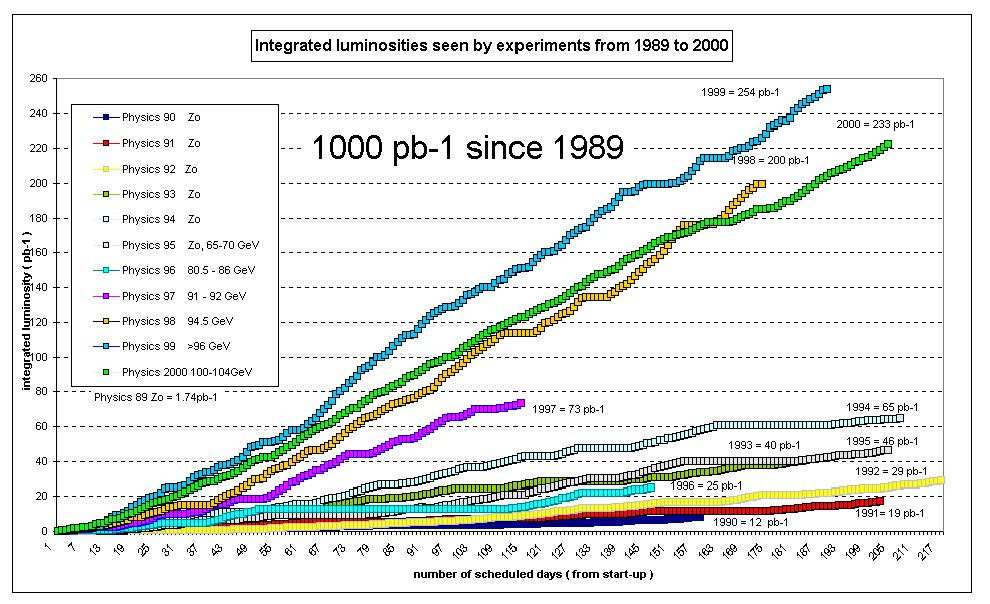 Integrated luminosities seen by experiments from 1989 to 2000
1000 pb-1 since 1989
integrated luminosity ( pb-1 )
260
240
220
200
180
160
140
120
100
80
60
40
20
0
Physics 90 Zo
Physics 91 Zo
Physics 92 Zo
Physics 93 Zo
Physics 94 Zo
Physics 95 Zo, 65-70 GeV
Physics 96 80.5 - 86 GeV
Physics 97 91 - 92 GeV
Physics 98 94.5 GeV
Physics 99 >96 GeV
Physics 2000 100-104GeV
Physics 89 Zo = 1.74pb-1
1999 = 254 pb-1
2000 = 233 pb-1
1998 = 200 pb-1
1997 = 73 pb-1
1994 = 65 pb-1
1993 = 40 pb-1
1995 = 46 pb-1
1992 = 29 pb-1
1996 = 25 pb-1
1991= 19 pb-1
1990 = 12 pb-1
1 7 13 19 25 31 37 43 49 55 61 67 73 79 85 91 97 103 109 115 121 127 133 139 145 151 157 163 169 175 181 187 193 199 205 211 217
number of scheduled days ( from start-up )